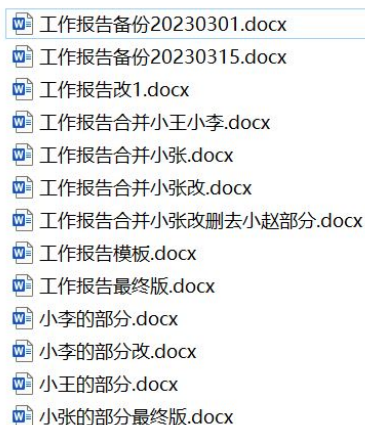 工作报告备份20230301.docx
工作报告备份20230315.docx
工作报告改1.docx
工作报告合并小王小李.docx
工作报告合并小张.docx
工作报告合并小张改.docx
工作报告合并小张改删去小赵部分.docx
工作报告模板.docx
工作报告最终版.docx
小李的部分.docx
小李的部分改.docx
小王的部分.docx
小张的部分最终版.docx